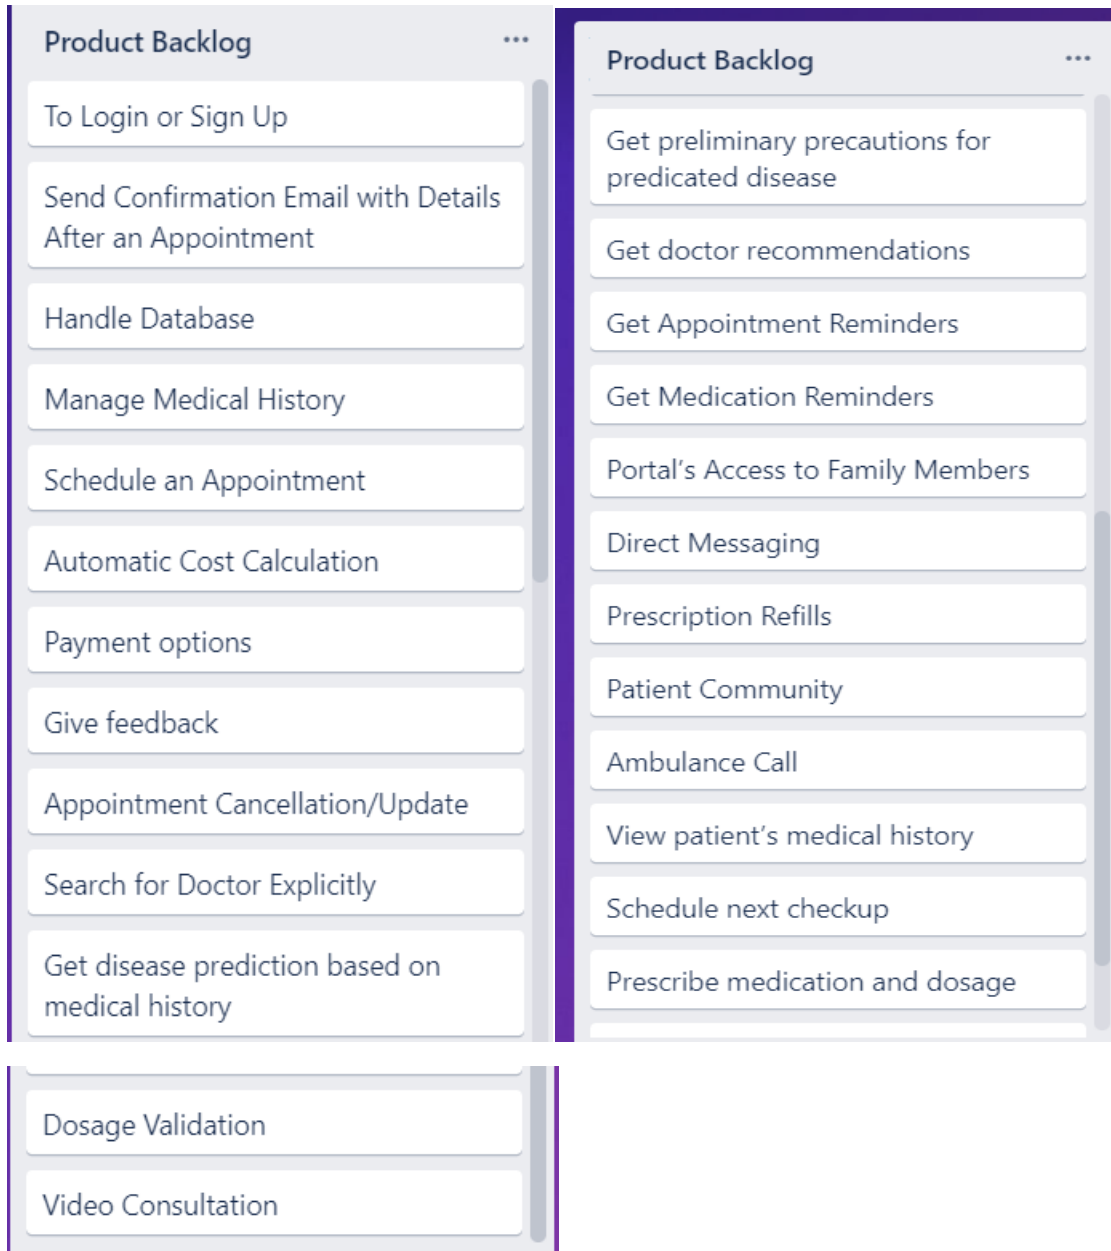 Product Backlog
To Login or Sign Up
Send Confirmation Email with Details
After an Appointment
Handle Database
Manage Medical History
Schedule an Appointment
Automatic Cost Calculation
Payment options
Give feedback
Appointment Cancellation/Update
Search for Doctor Explicitly
Get disease prediction based on
medical history
Product Backlog
Get preliminary precautions for
predicated disease
Get doctor recommendations
Get Appointment Reminders
Get Medication Reminders
Portal’s Access to Family Members
Direct Messaging
Prescription Refills
Patient Community
Ambulance Call
View patient’s medical history
Schedule next checkup
Prescribe medication and dosage
Dosage Validation
Video Consultation